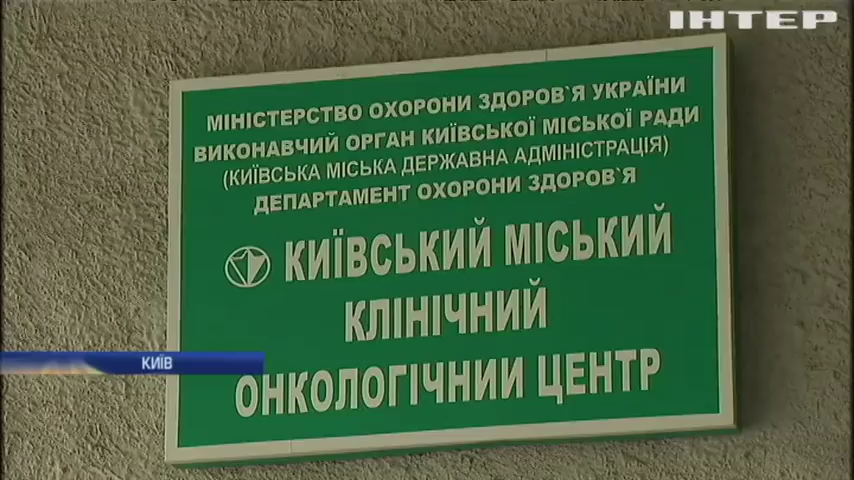 ІНТЕР
МІНІСТЕРСТВО ОХОРОНИ ЗДОРОВ`Я УКРАЇНИ
ВИКОНАВЧИЙ ОРГАН КИЇВСЬКОЇ МІСЬКОЇ РАДИ
(КИЇВСЬКА МІСЬКА ДЕРЖАВНА АДМІНІСТРАЦІЯ)
ДЕПАРТАМЕНТ ОХОРОНИ ЗДОРОВ`Я
КИЇВСЬКИЙ МІСЬКИЙ
КЛІНІЧНИЙ
ОНКОЛОГІЧНИЙ ЦЕНТР
КИЇВ